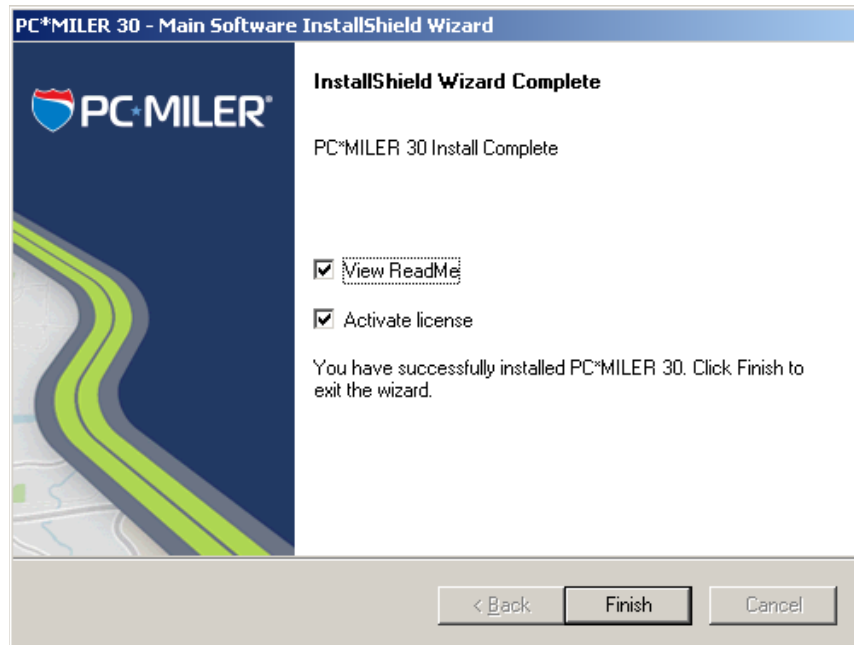 PC*MILER 30 - Main Software InstallShield Wizard
PC*MILER®
InstallShield Wizard Complete
PC*MILER 30 Install Complete
View ReadMe
Activate license
You have successfully installed PC*MILER 30. Click Finish to
exit the wizard.
< Back
Finish
Cancel